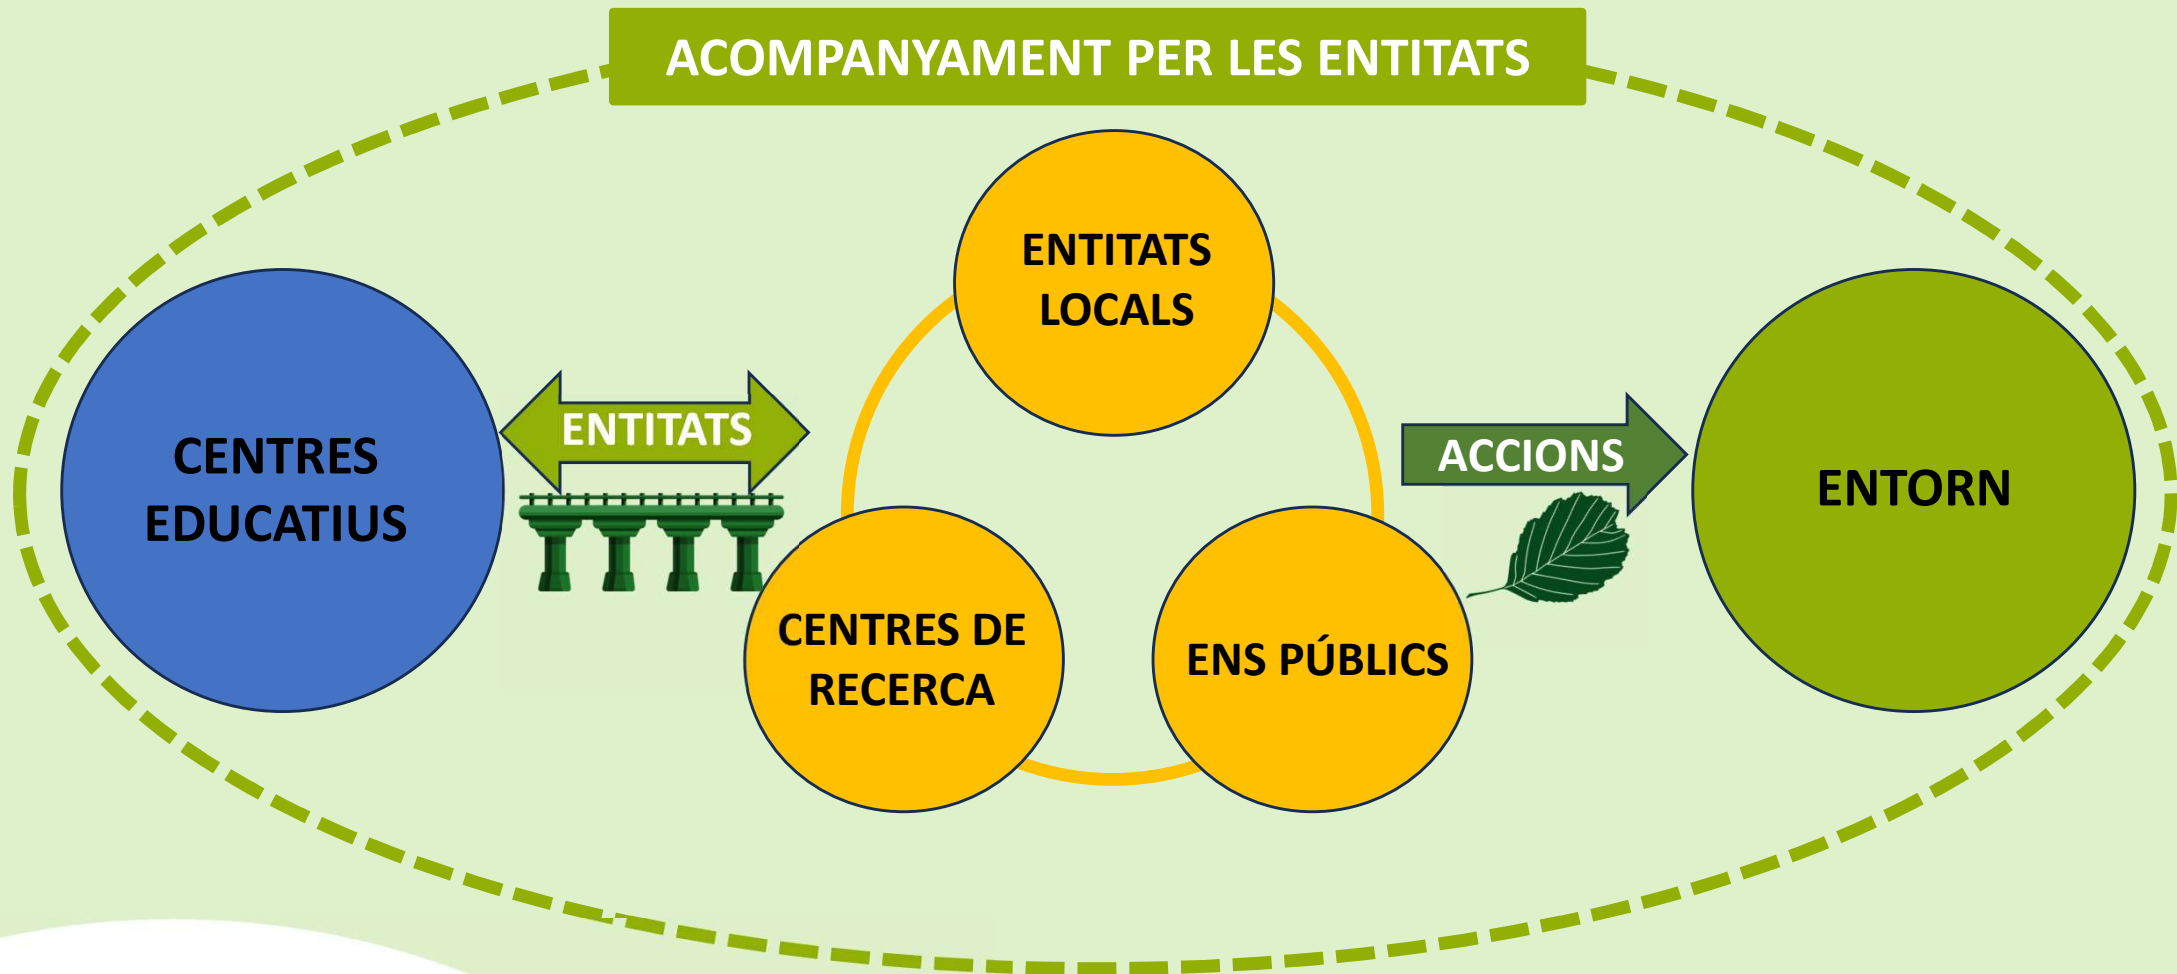 ACOMPANYAMENT PER LES ENTITATS
ENTITATS
LOCALS
CENTRES
EDUCATIUS
ENTITATS
ACCIONS
ENTORN
CENTRES DE
RECERCA
ENS PÚBLICS